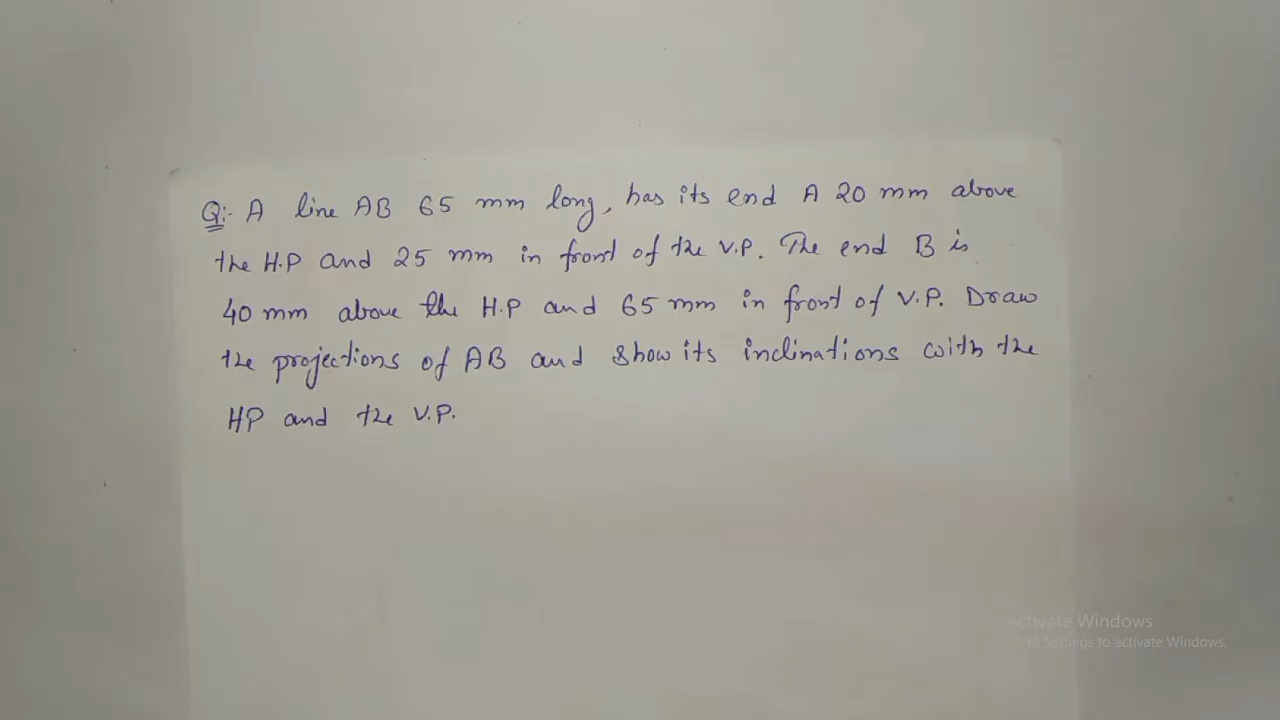 Q:- A line AB 65 mm long, has its end A 20 mm above
the H.P and 25 mm in front of the V.P. The end B is
40 mm above the H.P and 65 mm in front of V.P. Draw
the projections of AB and show its inclinations with the
HP and the V.P.
Activate Windows
Go to Settings to activate Windows.